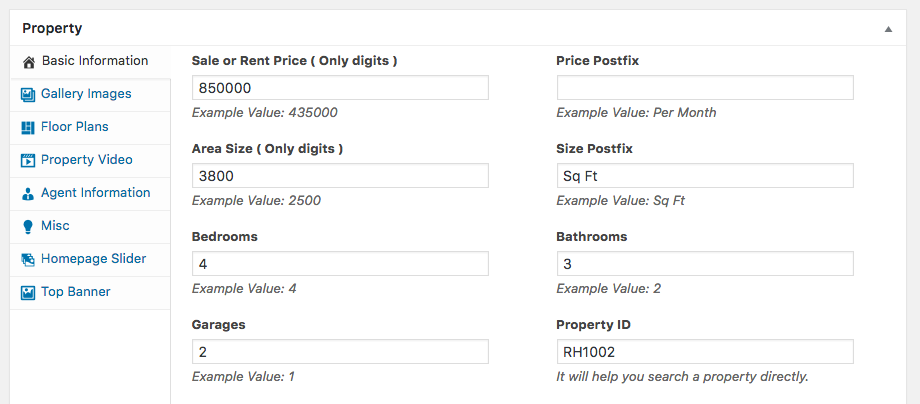 Property
Basic Information
Gallery Images
Floor Plans
Property Video
Agent Information
Misc
Homepage Slider
Top Banner
Sale or Rent Price ( Only digits )
850000
Example Value: 435000
Price Postfix
Example Value: Per Month
Area Size ( Only digits )
3800
Example Value: 2500
Size Postfix
Sq Ft
Example Value: Sq Ft
Bedrooms
4
Example Value: 4
Bathrooms
3
Example Value: 2
Garages
2
Example Value: 1
Property ID
RH1002
It will help you search a property directly.